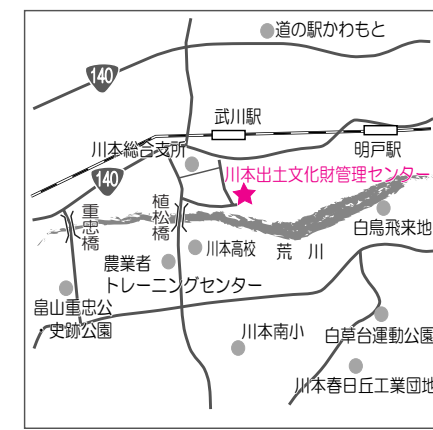 道の駅かわもと
140
武川駅
明戸駅
川本総合支所
140
川本出土文化財管理センター
重忠橋
植松橋
白鳥飛来地
川本高校
荒川
農業者
トレーニングセンター
畠山重忠公
・史跡公園
川本南小
白草台運動公園
川本春日丘工業団地